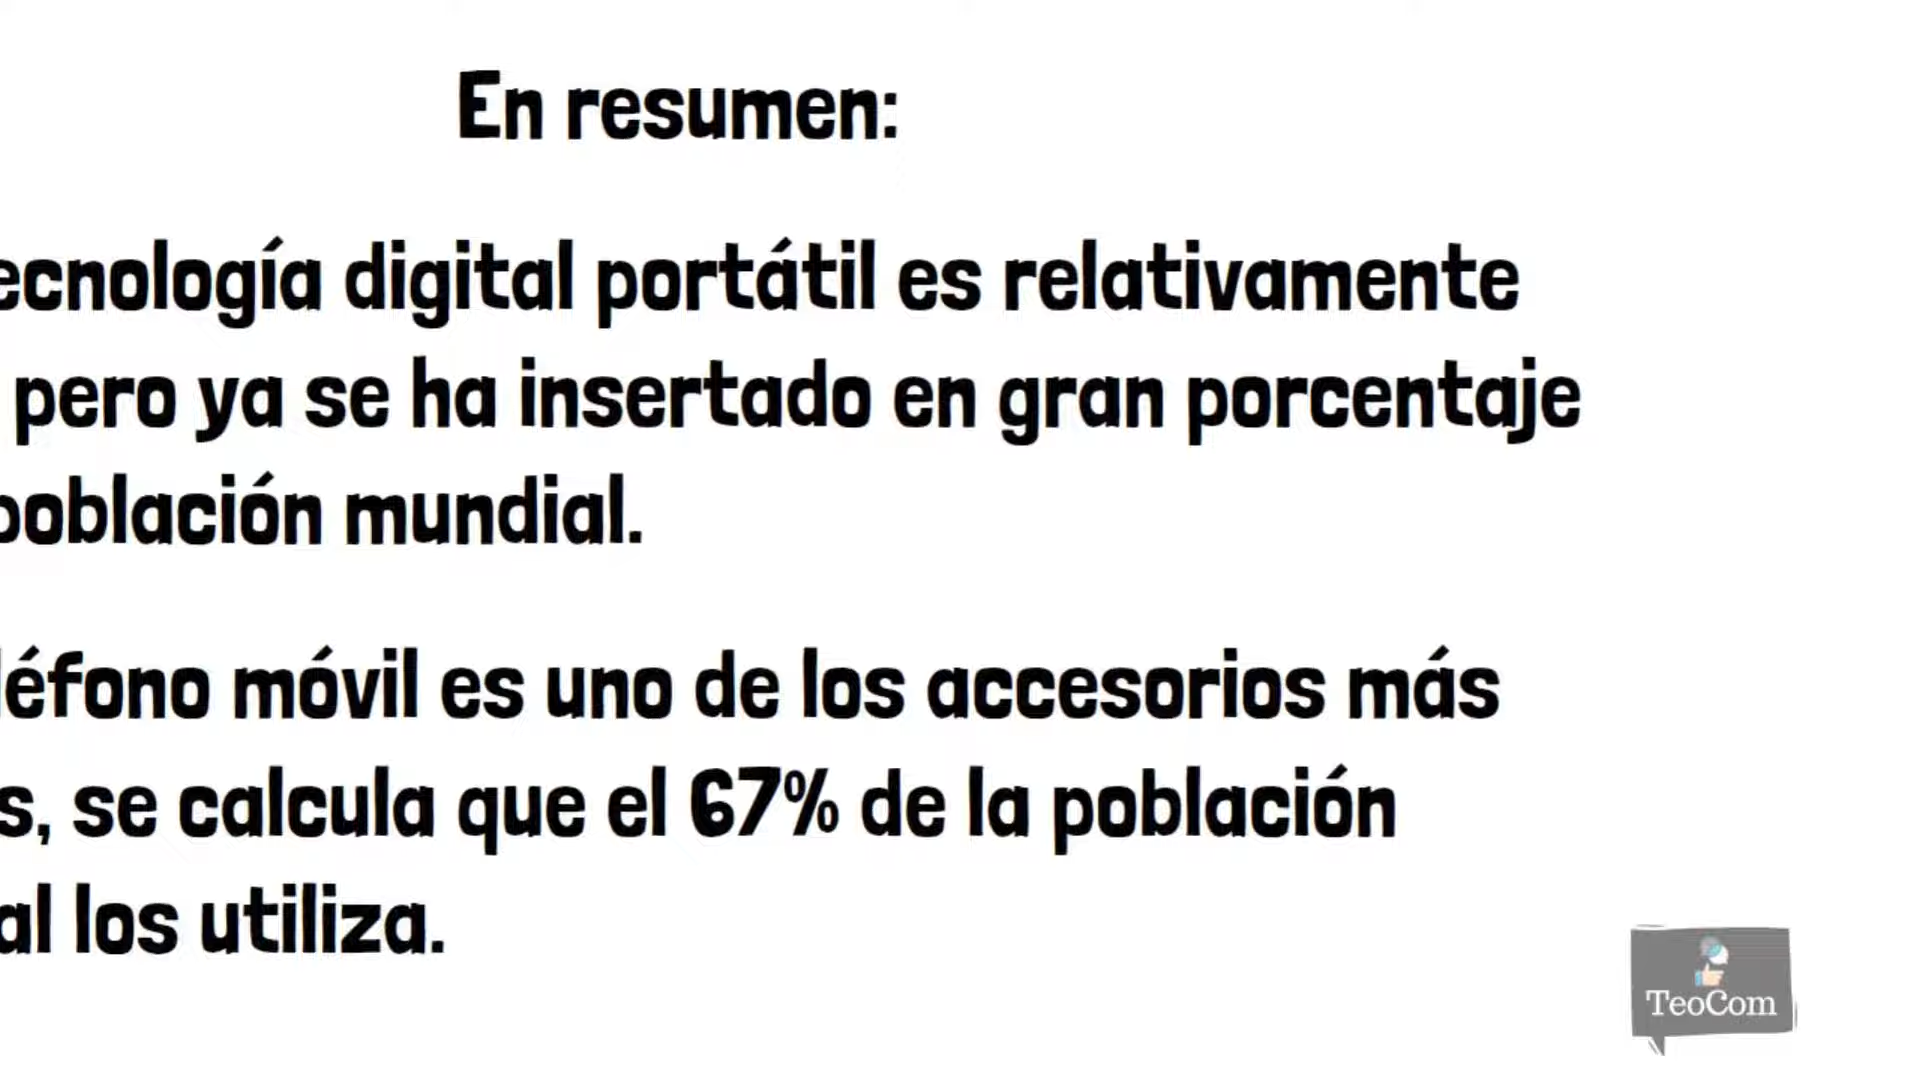 En resumen:
ecnología digital portátil es relativamente
pero ya se ha insertado en gran porcentaje
población mundial.
léfono móvil es uno de los accesorios más
s, se calcula que el 67% de la población
al los utiliza.
TeoCom